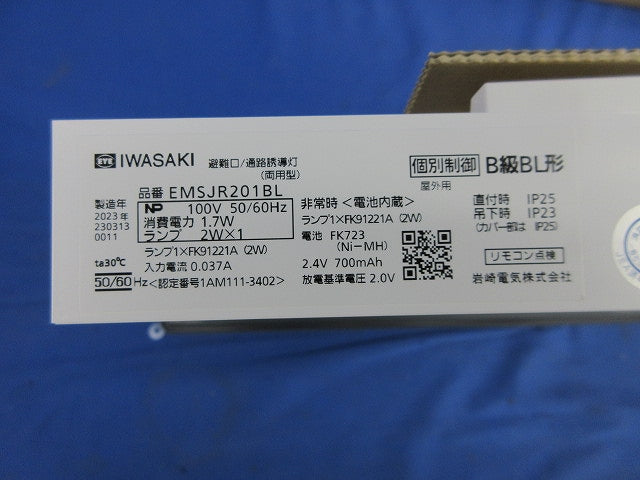 EYE IWASAKI 避難口/通路誘導灯
(両用型)
個別制御 B級BL形
屋外用
品番 EMSJR201BL
製造年
2023年
230313
0011
NP 100V 50/60Hz
消費電力 1.7W
ランプ 2W×1
ランプ1×FK91221A (2W)
入力電流 0.037A
ta30℃
50/60Hz <認定番号1AM111-3402>
非常時 <電池内蔵>
ランプ1×FK91221A (2W)
電池 FK723
(Ni-MH)
2.4V 700mAh
放電基準電圧 2.0V
直付時 IP25
吊下時 IP23
(カバー部は IP25)
リモコン点検
岩崎電気株式会社